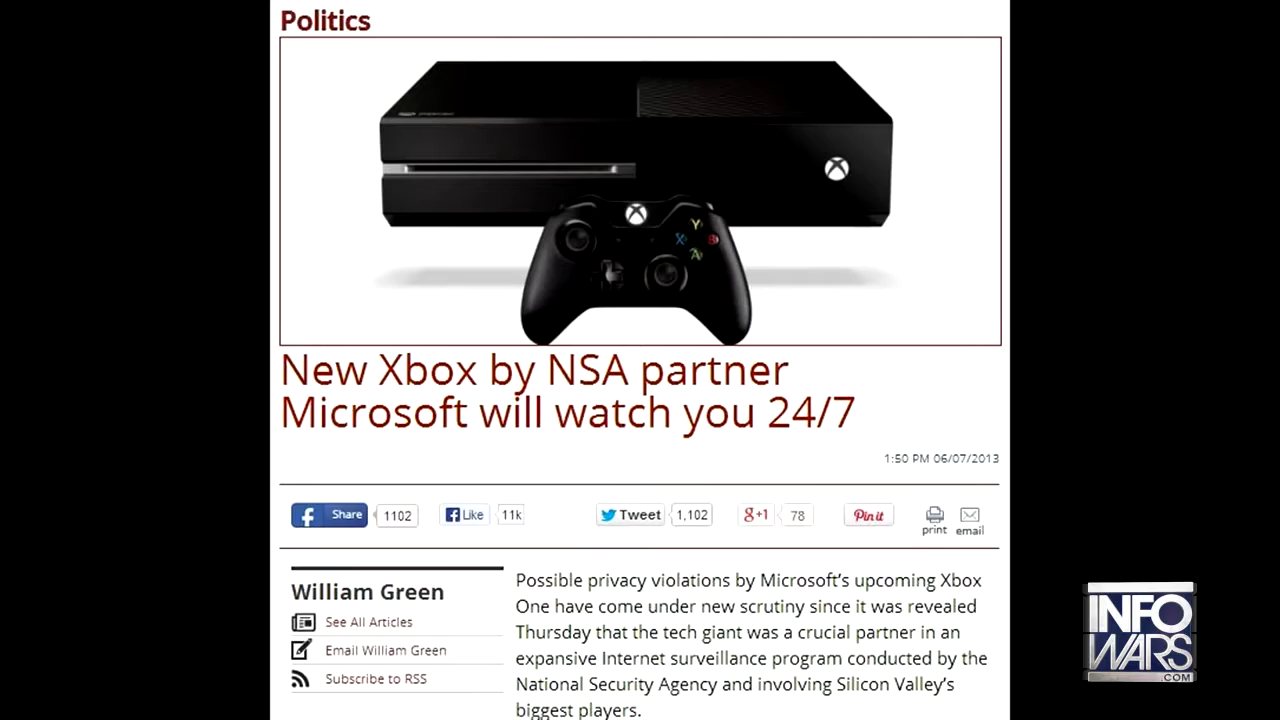 Politics
Y
X
B
A
New Xbox by NSA partner
Microsoft will watch you 24/7
1:50 PM 06/07/2013
f Share 1102
f Like 11k
Tweet 1,102
g+1 78
Pin it
print
email
William Green
See All Articles
Email William Green
Subscribe to RSS
Possible privacy violations by Microsoft's upcoming Xbox
One have come under new scrutiny since it was revealed
Thursday that the tech giant was a crucial partner in an
expansive Internet surveillance program conducted by the
National Security Agency and involving Silicon Valley's
biggest players.
INFO
WARS
.COM